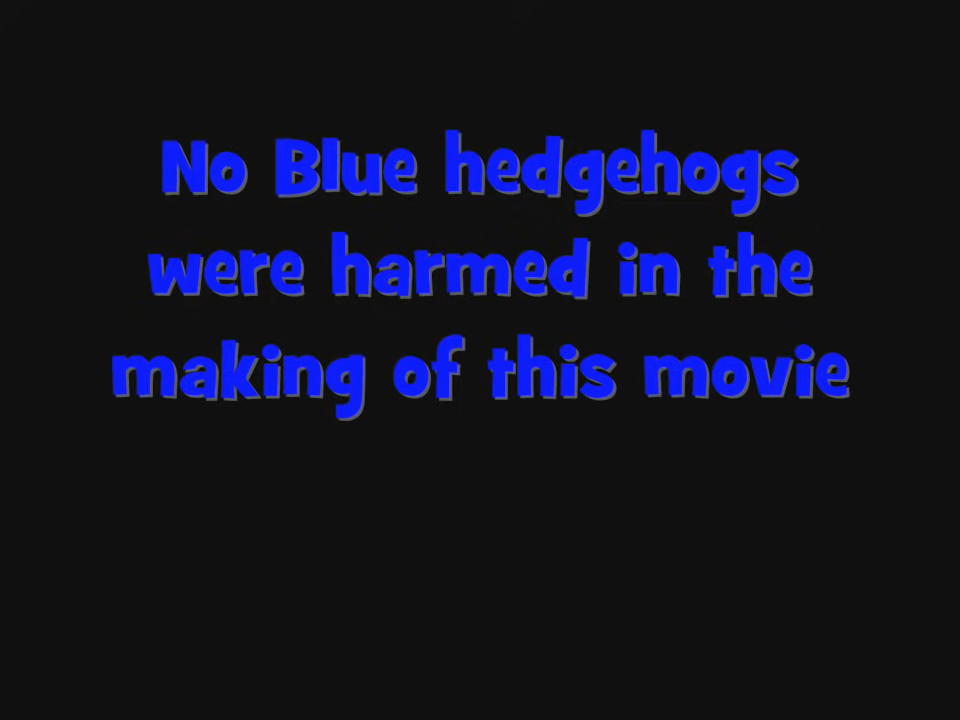 No Blue hedgehogs
were harmed in the
making of this movie